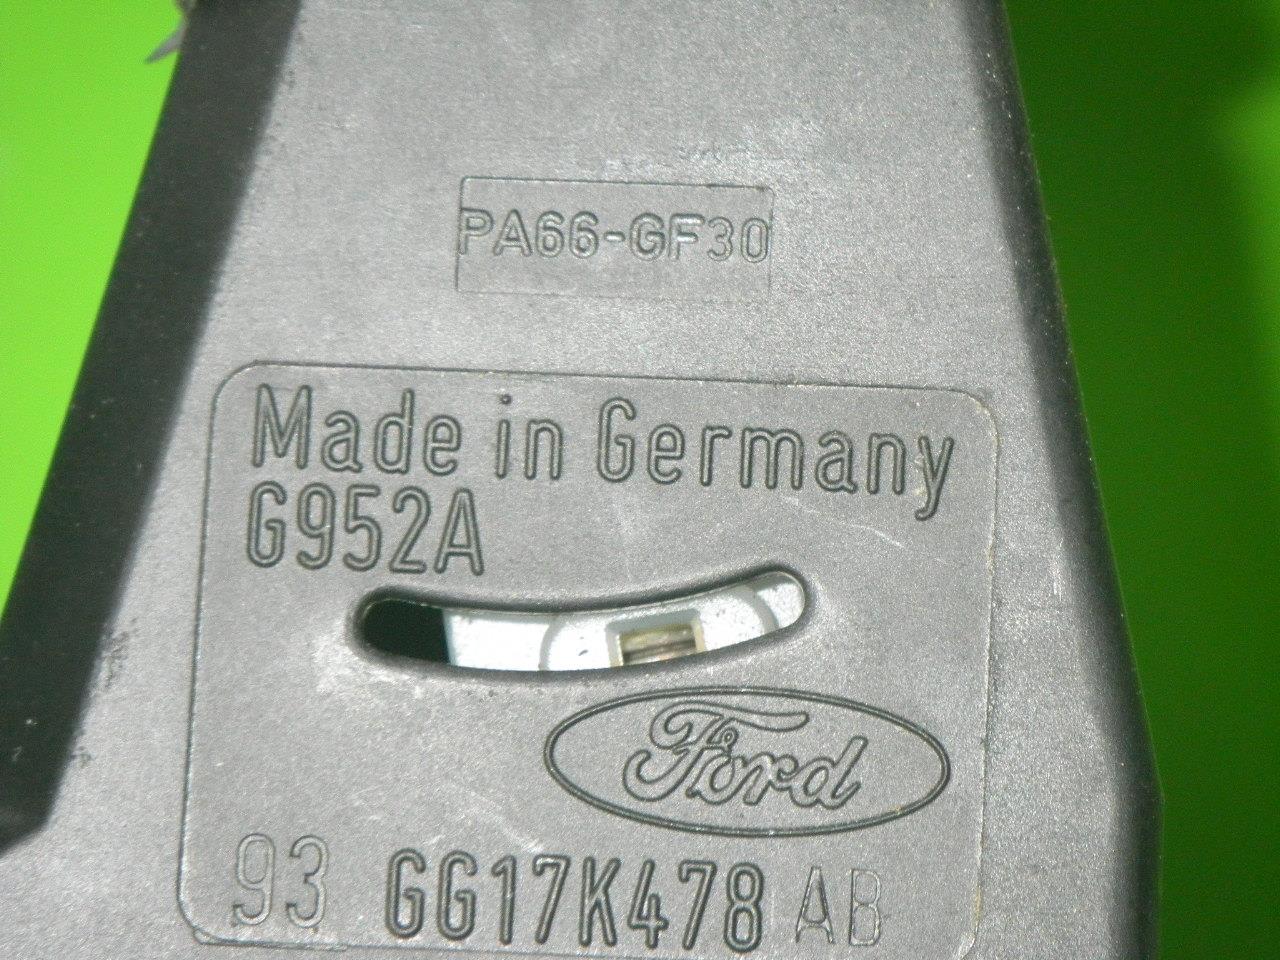 PA66-GF30
Made in Germany
G952A
Ford
93 GG17K478 AB